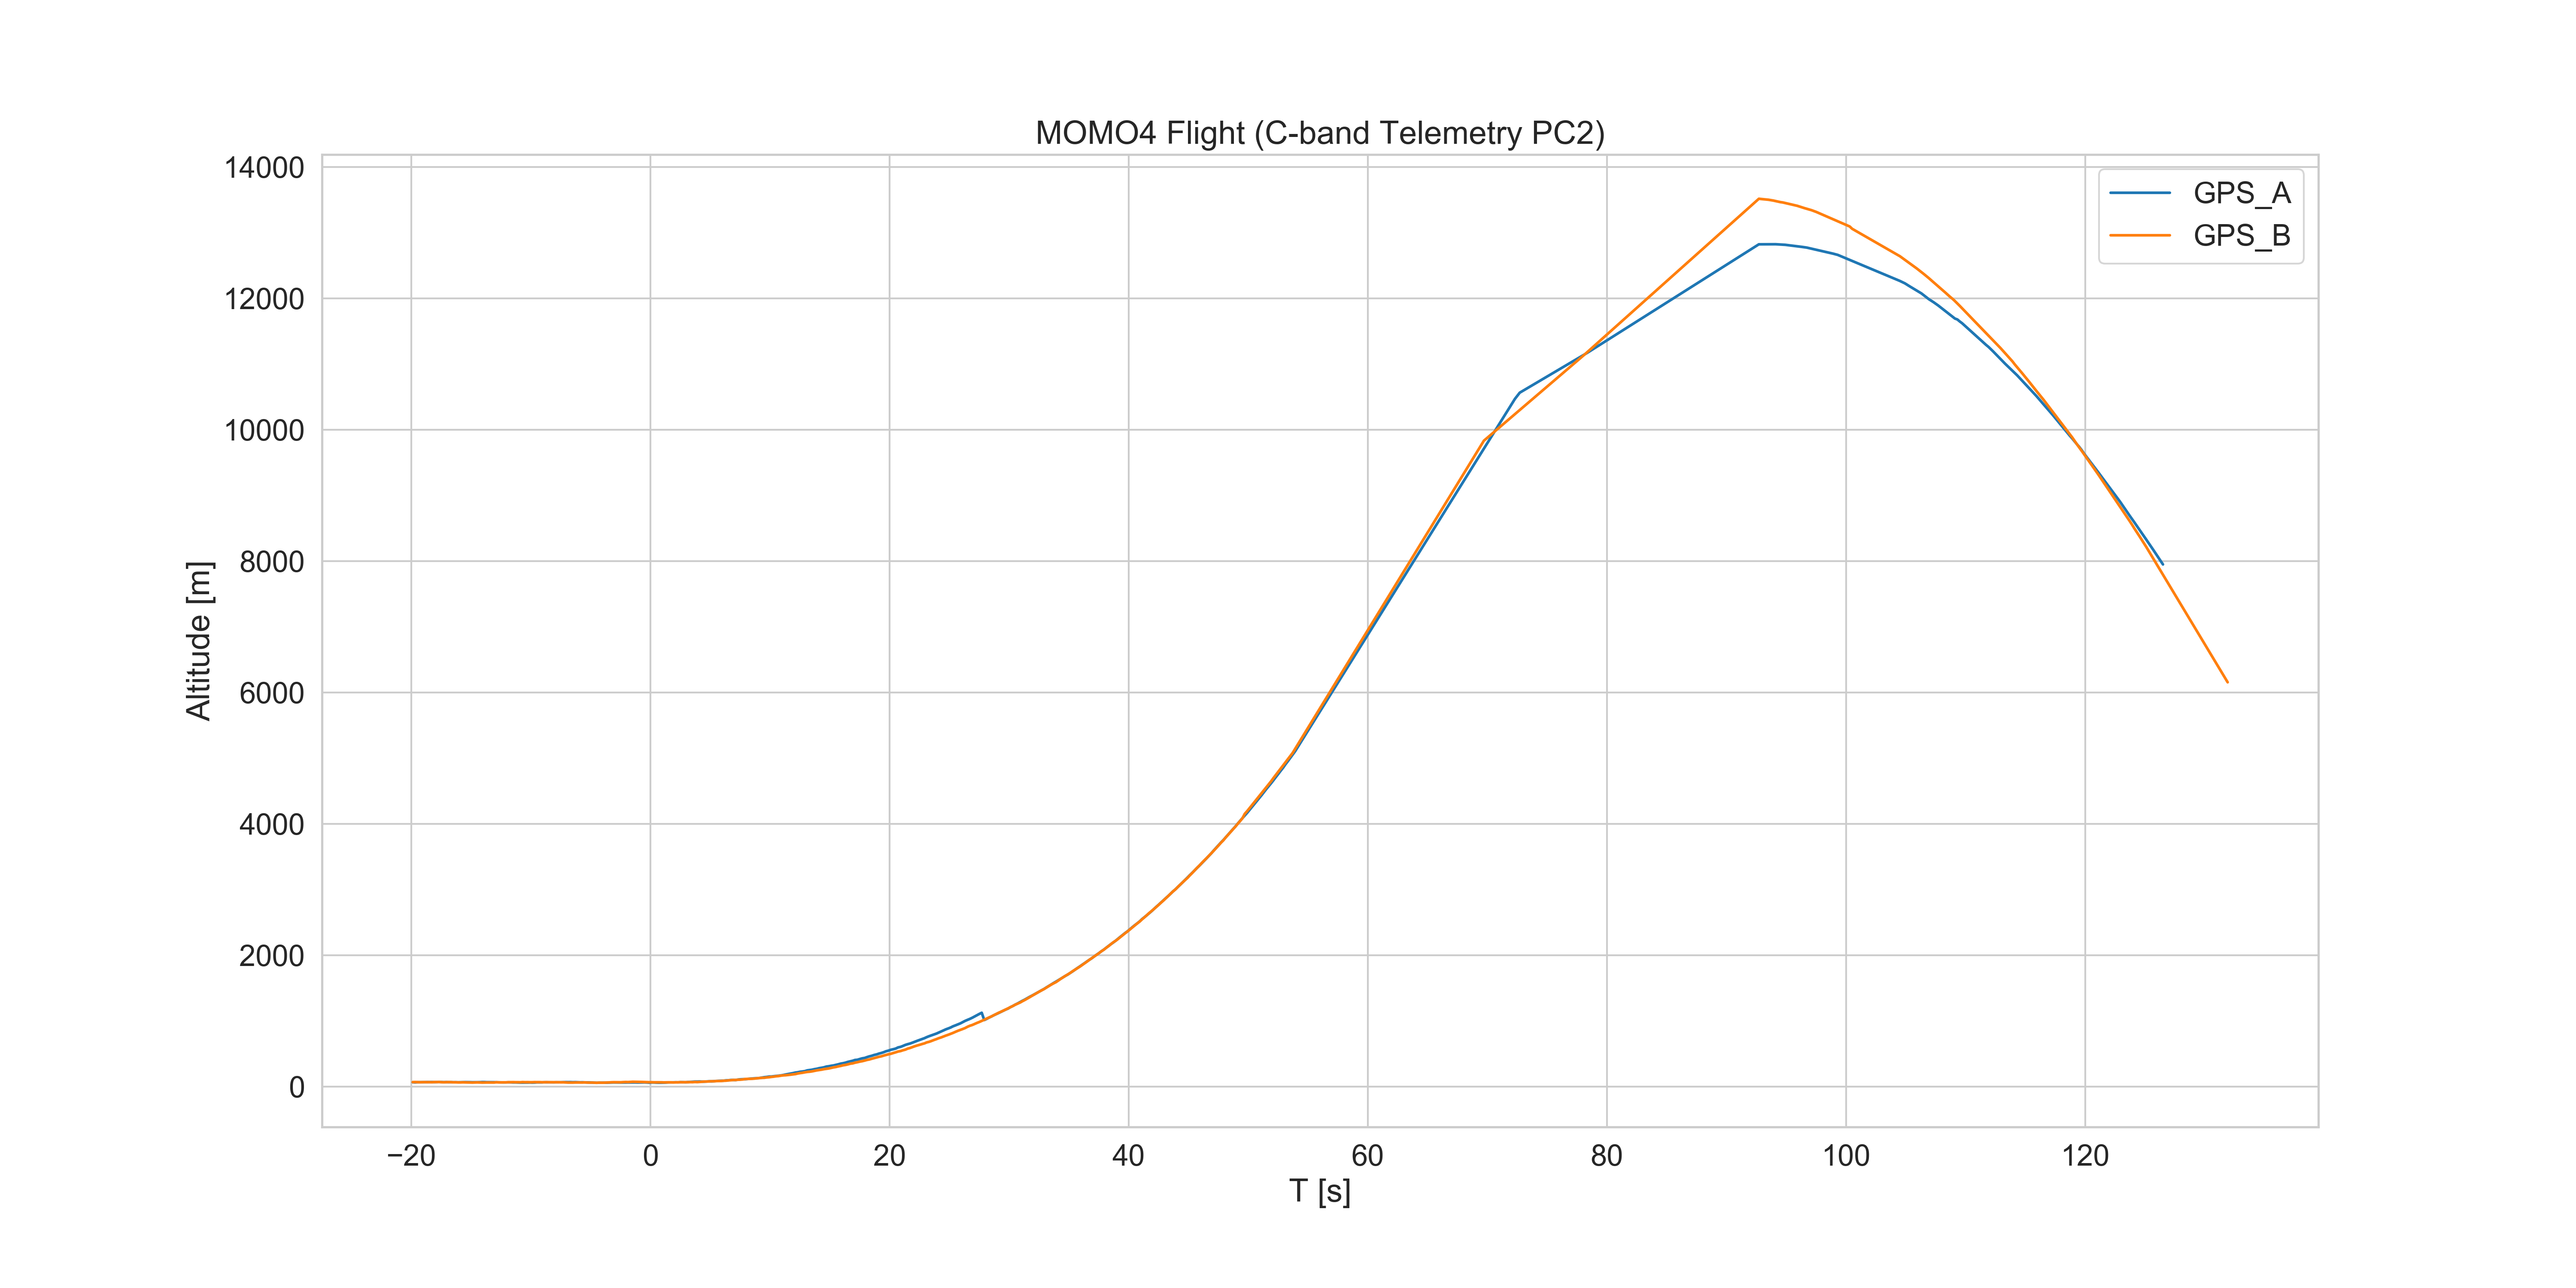 MOMO4 Flight (C-band Telemetry PC2)
14000
12000
10000
8000
6000
4000
2000
0
Altitude [m]
GPS_A
GPS_B
−20 0 20 40 60 80 100 120
T [s]